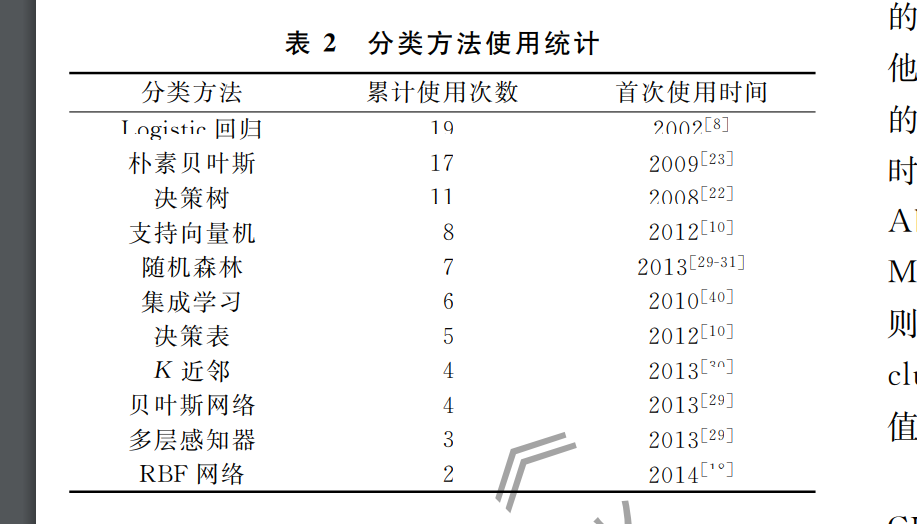 表 2 分类方法使用统计
分类方法 累计使用次数 首次使用时间
Logistic 回归 19 2002[8]
朴素贝叶斯 17 2009[23]
决策树 11 2008[22]
支持向量机 8 2012[10]
随机森林 7 2013[29-31]
集成学习 6 2010[40]
决策表 5 2012[10]
K 近邻 4 2013[30]
贝叶斯网络 4 2013[29]
多层感知器 3 2013[29]
RBF 网络 2 2014
的
他
的
时
M
则
clu
值